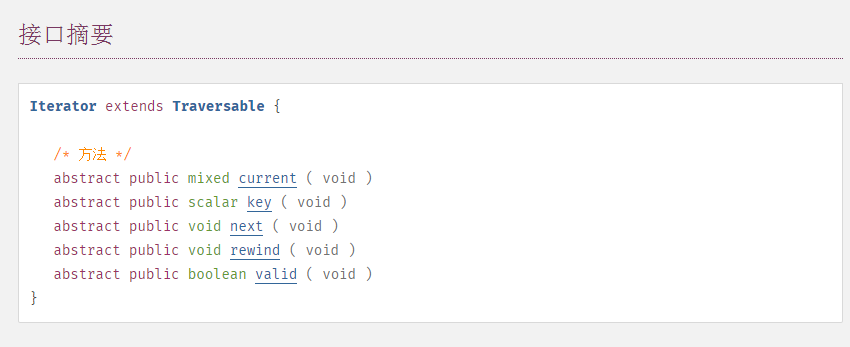 接口摘要
Iterator extends Traversable {
/* 方法 */
abstract public mixed current ( void )
abstract public scalar key ( void )
abstract public void next ( void )
abstract public void rewind ( void )
abstract public boolean valid ( void )
}